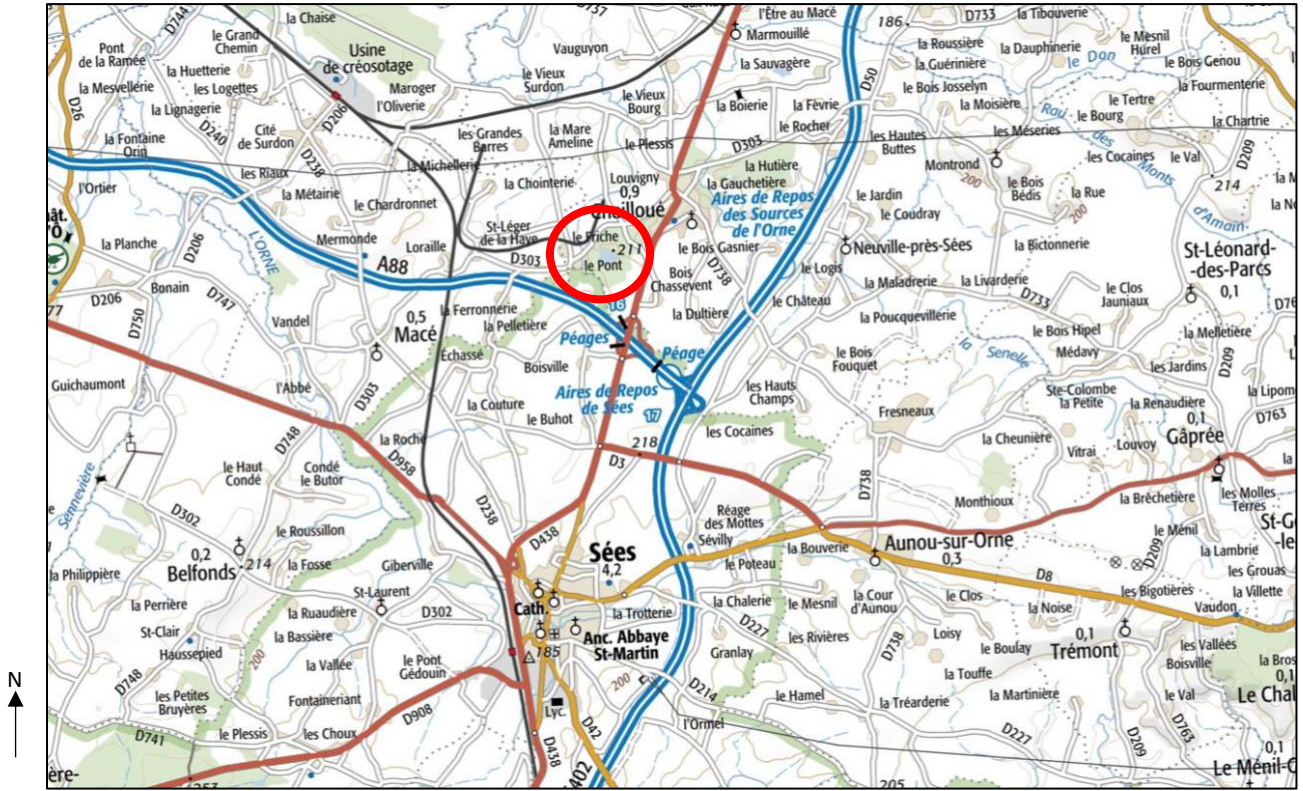 D744
la Chaise
D757
l'Être au Macé
186
D733
la Tibouverie
Pont
de la Ramée
le Grand
Chemin
Usine
de créosotage
Vauguyon
Marmouillé
la Roussière
la Dauphinerie
le Mesnil
Hurel
la Mesvellerie
la Huetterie
les Logettes
la Lignagerie
Maroger
l'Oliverie
le Vieux
Surdon
la Sauvagère
la Guérinière
le Don
le Bois Genou
la Fourmenterie
D26
D206
le Vieux
Bourg
la Boierie
la Fèvrie
D50
le Bois Josselyn
la Moisière
Rau
des
Monts
d'Amain
le Tertre
le Bourg
la Chartrie
la Fontaine
Orin
D240
Cité
de Surdon
D238
les Grandes
Barres
la Mare
Ameline
le Plessis
D303
le Rocher
les Hautes
Buttes
les Méseries
les Cocaines
le Val
D209
la Michellerie
la Hutière
Montrond
200
214
l'Ortier
les Riaux
la Métairie
le Chardonnet
la Chointerie
Louvigny
0,9
Chailloué
la Gauchetière
Aires de Repos
des Sources
de l'Orne
le Jardin
le Coudray
le Bois
Bédis
la Rue
200
la Planche
D206
L'ORNE
Mermonde
Loraille
St-Léger
de la Haye
D303
le Friche
211
le Pont
le Bois Gasnier
D738
Neuville-près-Sées
la Bictonnerie
St-Léonard-
-des-Parcs
0,1
A88
Bois
Chassevent
le Logis
la Maladrerie
la Livarderie
D733
le Clos
Jauniaux
D206
Bonain
D747
D750
77
Vandel
0,5
Macé
la Ferronnerie
la Pelletière
16
la Dultière
le Château
la Poucquevillerie
le Bois Hipel
la Melletière
Péages
Péage
la Senelle
Médavy
D209
Echassé
Boisville
le Bois
Fouquet
les Jardins
Guichaumont
l'Abbé
D303
Aires de Repos
de Sées
17
les Hauts
Champs
Ste-Colombe
la Petite
la Renaudière
D763
la Couture
le Buhot
Fresneaux
0,1
Gâprée
D748
la Roche
D958
218
D3
les Cocaines
la Cheunière
Vitrai
Louvoy
Sennevière
le Haut
Condé
Condé
le Butor
D738
la Brêchetière
les Molles
Terres
D302
le Roussillon
D238
D438
Réage
des Mottes
Monthioux
0,2
Belfonds
214
la Fosse
Giberville
Sées
4,2
Sévilly
la Bouverie
Aunou-sur-Orne
0,3
D209
le Ménil
la Lambrie
la Philippière
le Poteau
D8
les Grouas
la Perrière
St-Laurent
D302
Cath.
la Trotterie
la Chalerie
le Mesnil
la Cour
d'Aunou
le Clos
la Noise
les Bigotières
la Villette
Vaudon
la Ruaudière
la Bassière
D227
St-Clair
Haussepied
200
185
Anc. Abbaye
St-Martin
les Rivières
D738
Loisy
le Boulay
0,1
Trémont
les Vallées
Boisville
D748
la Vallée
le Pont
Gédouin
Granlay
la Touffe
les Petites
Bruyères
Fontaineriant
200
D214
le Hamel
la Tréarderie
la Martinière
le Val
0,1
D908
Lyc.
l'Ormel
D741
le Plessis
les Choux
D438
D42
D227
D209
D763
0,1
205
N